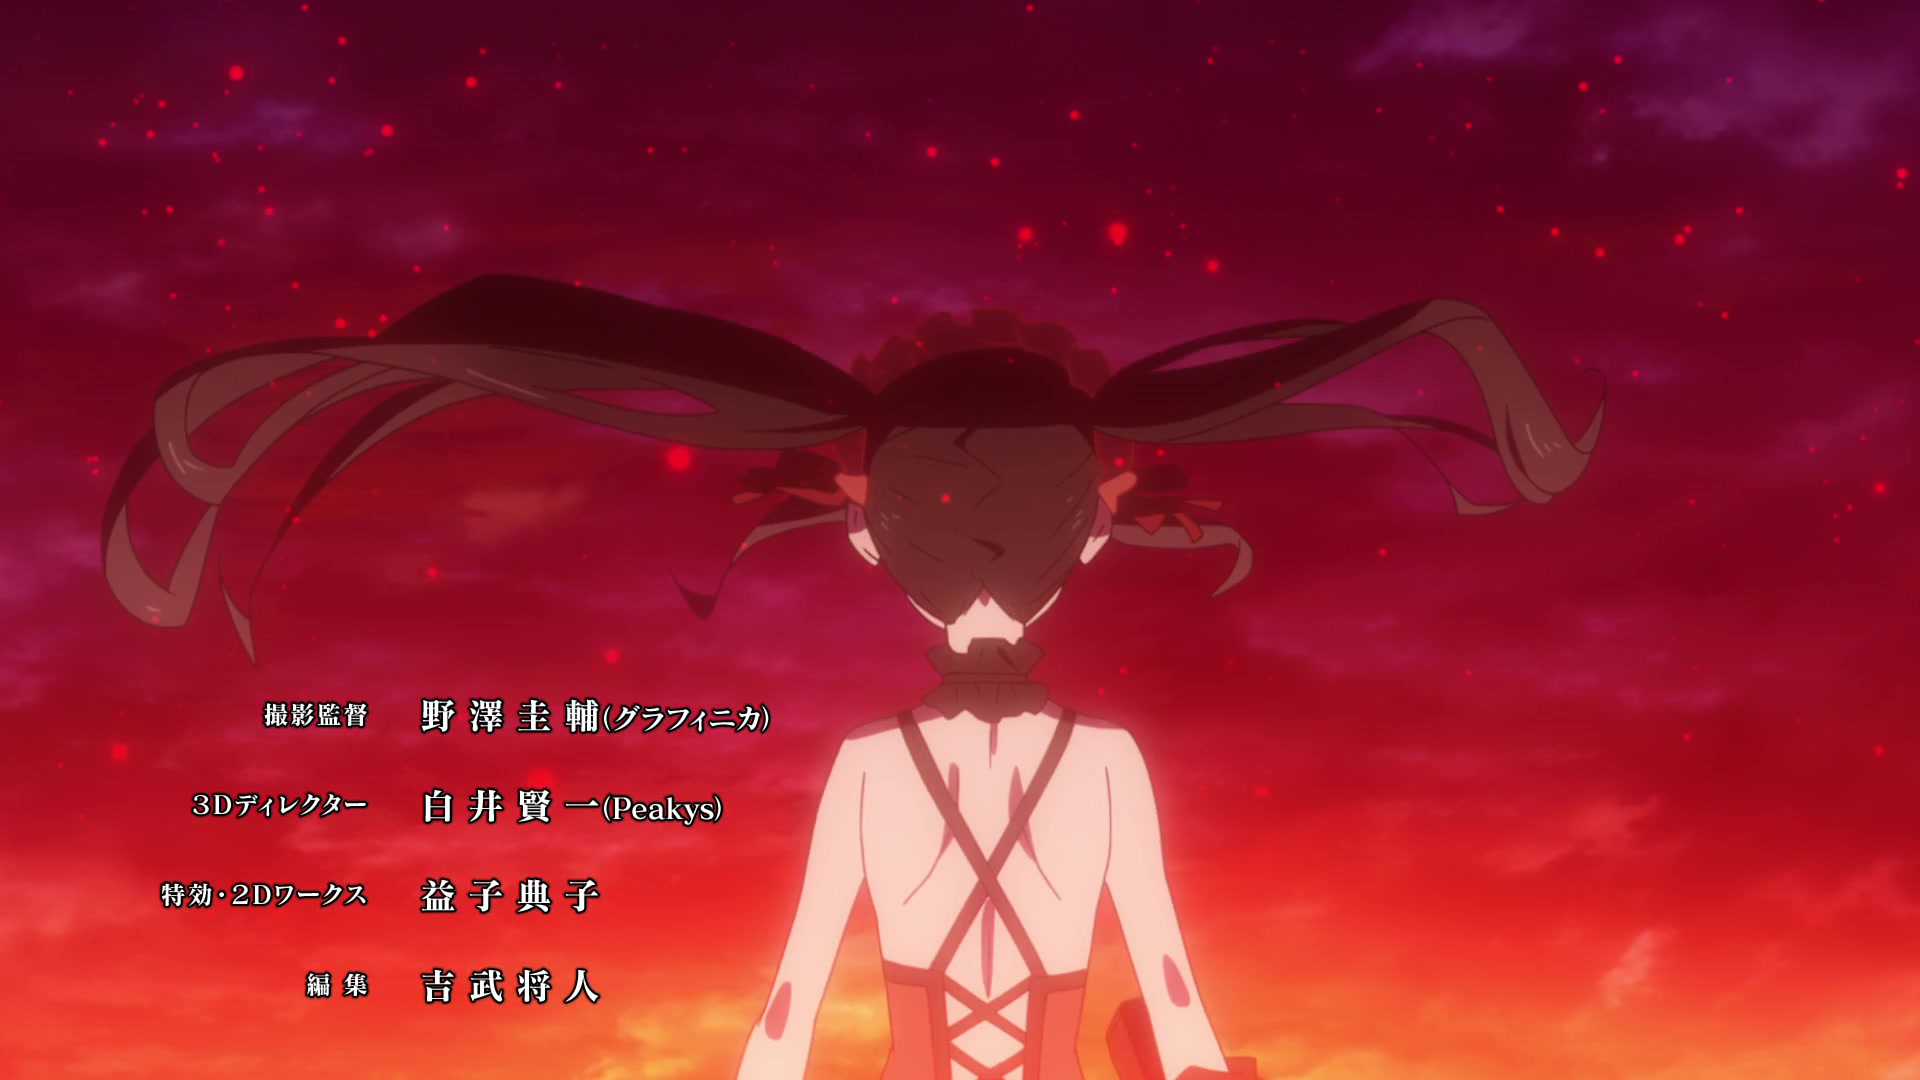 撮影監督 野澤圭輔(グラフィニカ)
3Dディレクター 白井賢一(Peakys)
特効・2Dワークス 益子典子
編集 吉武将人